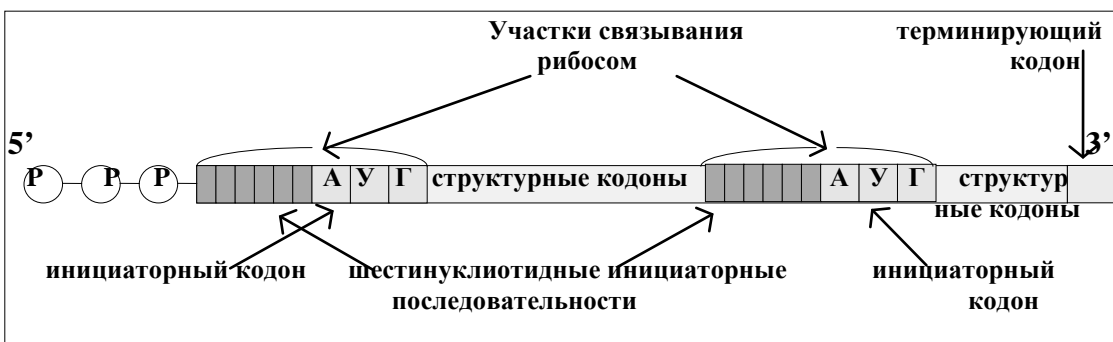 Участки связывания
рибосом
терминирующий
кодон
5’
3’
Р Р Р А У Г структурные кодоны А У Г структур
ные кодоны
инициаторный кодон
шестинуклиотидные инициаторные
последовательности
инициаторный
кодон